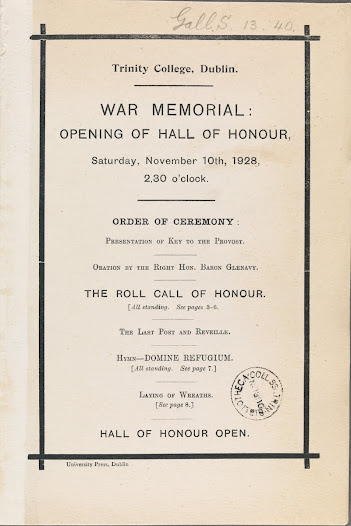 Gall. S. 13. 40.
Trinity College, Dublin.
WAR MEMORIAL:
OPENING OF HALL OF HONOUR,
Saturday, November 10th, 1928,
2,30 o'clock.
ORDER OF CEREMONY:
Presentation of Key to the Provost.
Oration by the Right Hon. Baron Glenavy.
THE ROLL CALL OF HONOUR.
[All standing. See pages 3-6.
The Last Post and Reveille.
Hymn—DOMINE REFUGIUM.
[All standing. See page 7.]
Laying of Wreaths.
[See page 8.]
HALL OF HONOUR OPEN.
University Press, Dublin